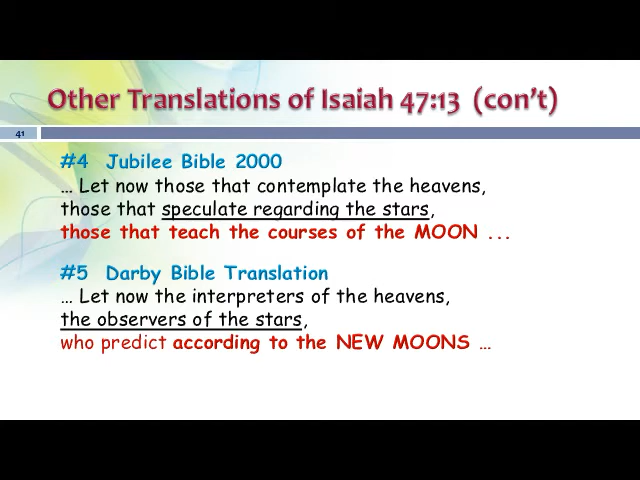 Other Translations of Isaiah 47:13 (con't)
41
#4 Jubilee Bible 2000
… Let now those that contemplate the heavens,
those that speculate regarding the stars,
those that teach the courses of the MOON ...
#5 Darby Bible Translation
… Let now the interpreters of the heavens,
the observers of the stars,
who predict according to the NEW MOONS …